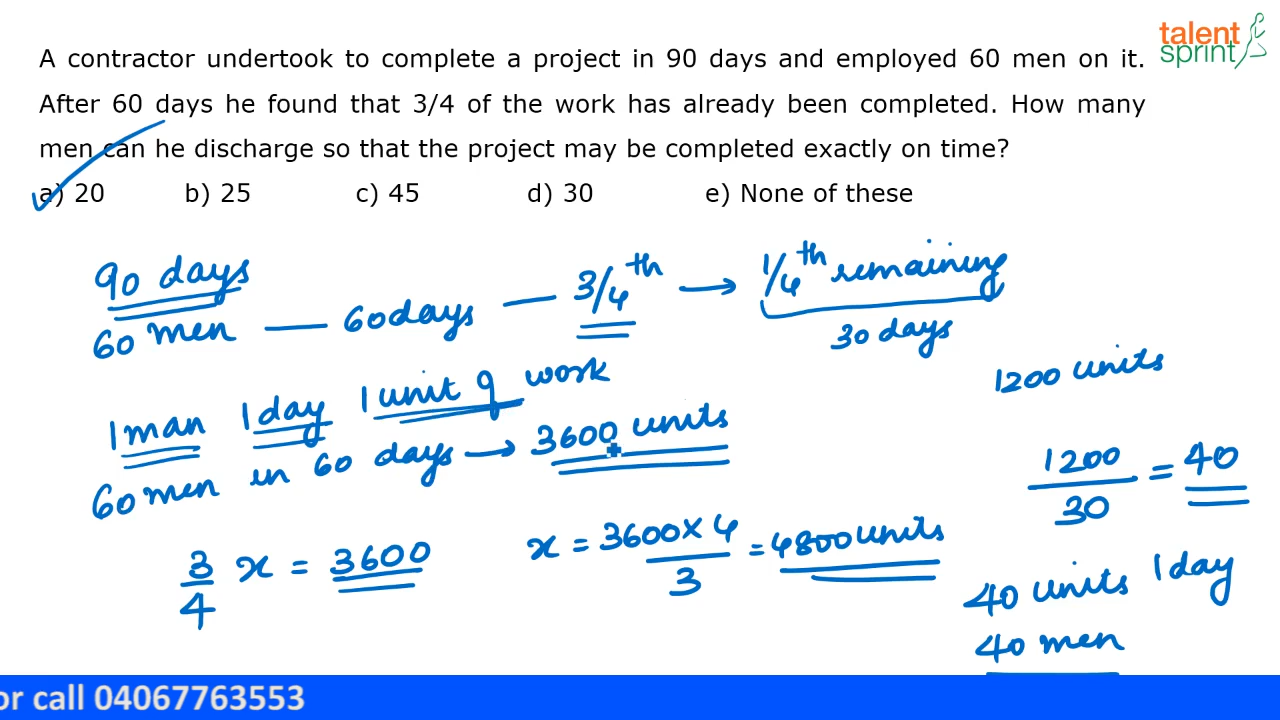 talent
sprint
A contractor undertook to complete a project in 90 days and employed 60 men on it.
After 60 days he found that 3/4 of the work has already been completed. How many
men can he discharge so that the project may be completed exactly on time?
a) 20 b) 25 c) 45 d) 30 e) None of these
90 days
60 men — 60 days — 3/4th → 1/4th remaining
30 days
1200 units
1 man 1 day 1 unit of work
60 men in 60 days → 3600 units
1200/30 = 40
3/4 x = 3600 x = 3600 × 4/3 = 4800 units
40 units 1 day
40 men
or call 04067763553